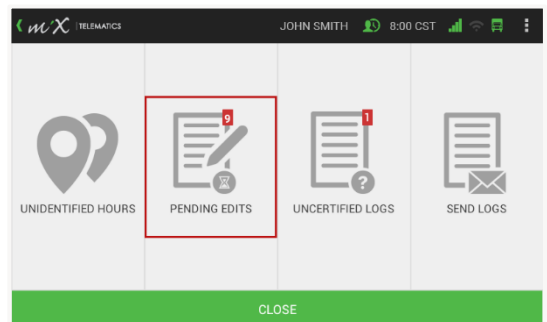 miX TELEMATICS JOHN SMITH 8:00 CST
9 1
UNIDENTIFIED HOURS PENDING EDITS UNCERTIFIED LOGS SEND LOGS
?
CLOSE